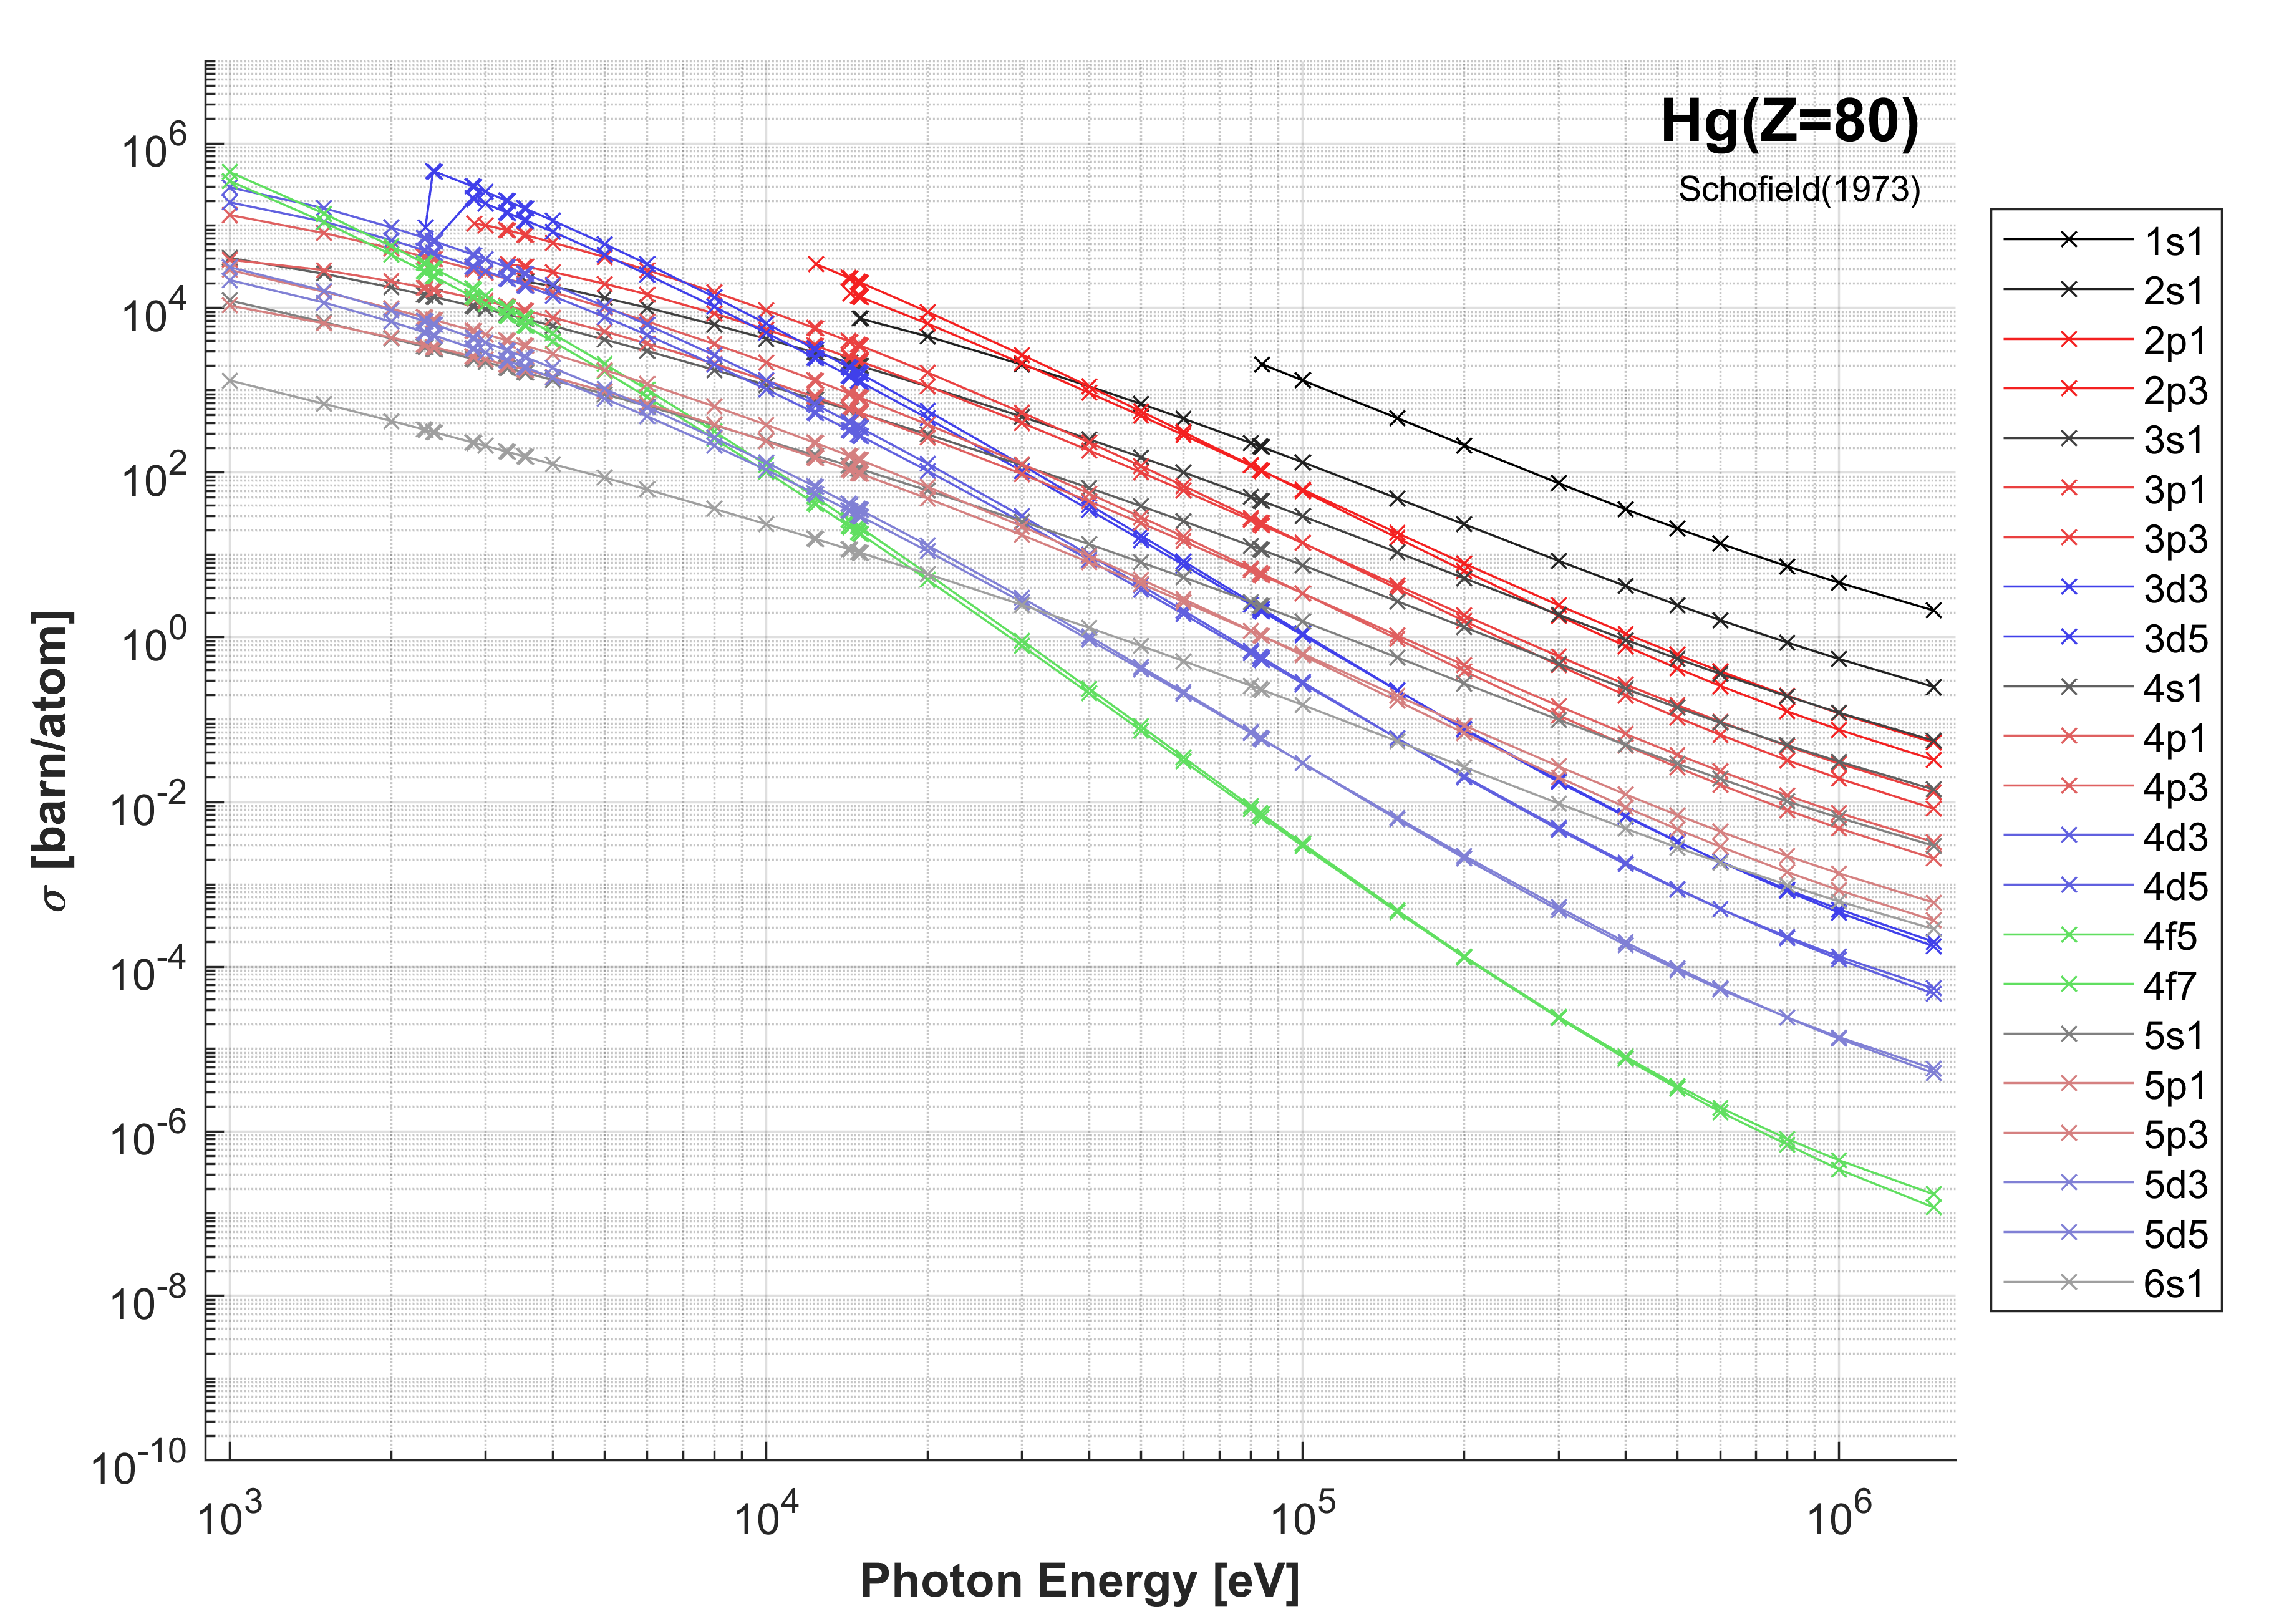 Hg(Z=80)
Schofield(1973)
10^6
10^4
10^2
10^0
10^-2
10^-4
10^-6
10^-8
10^-10
σ [barn/atom]
10^3 10^4 10^5 10^6
Photon Energy [eV]
1s1
2s1
2p1
2p3
3s1
3p1
3p3
3d3
3d5
4s1
4p1
4p3
4d3
4d5
4f5
4f7
5s1
5p1
5p3
5d3
5d5
6s1